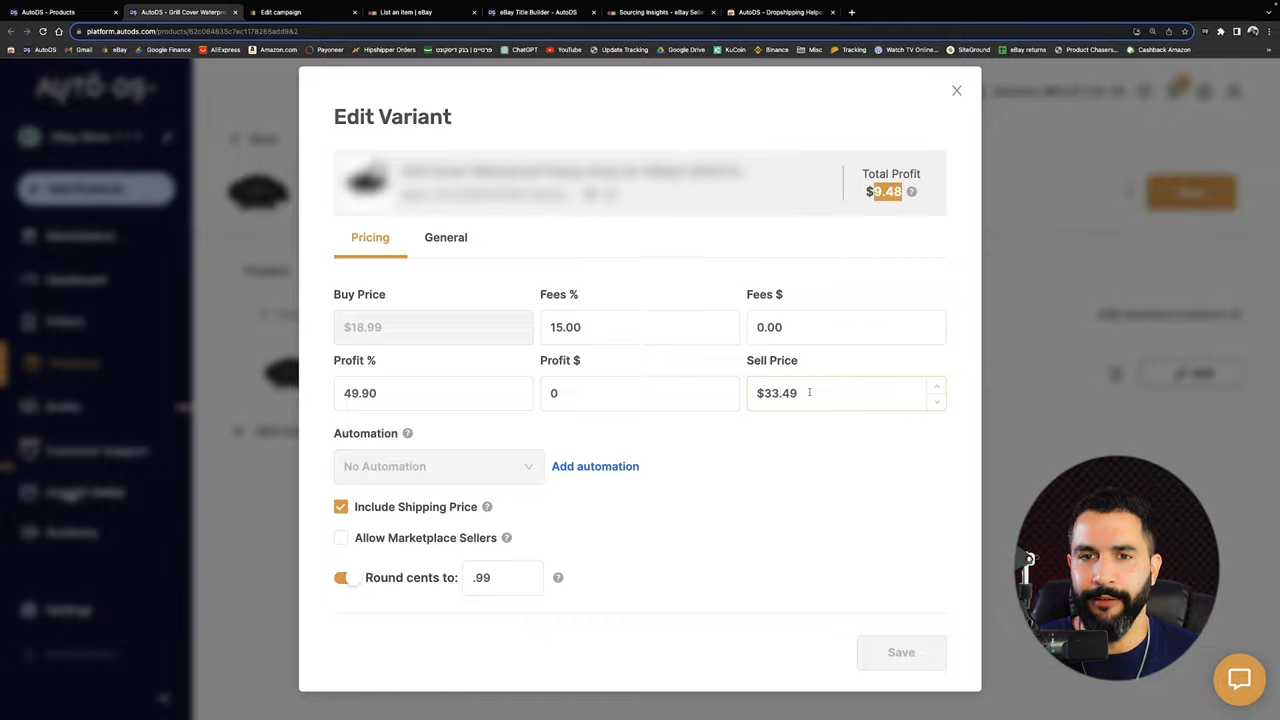 AutoDS - Products
AutoDS - Grill Cover Waterpro
Edit campaign
List an item | eBay
eBay Title Builder - AutoDS
Sourcing Insights - eBay Selle
AutoDS - Dropshipping Helpe
platform.autods.com/products/62c084635c7ec1178265add9&2
AutoDS
Gmail
eBay
Google Finance
AliExpress
Amazon.com
Payoneer
Hipshipper Orders
ChatGPT
YouTube
Update Tracking
Google Drive
KuCoin
Binance
Misc
Tracking
Watch TV Online...
SiteGround
eBay returns
Product Chasers...
Cashback Amazon
Edit Variant
Total Profit
$9.48
Pricing
General
Buy Price
Fees %
Fees $
$18.99
15.00
0.00
Profit %
Profit $
Sell Price
49.90
0
$33.49
Automation
No Automation
Add automation
Include Shipping Price
Allow Marketplace Sellers
Round cents to:
.99
Save